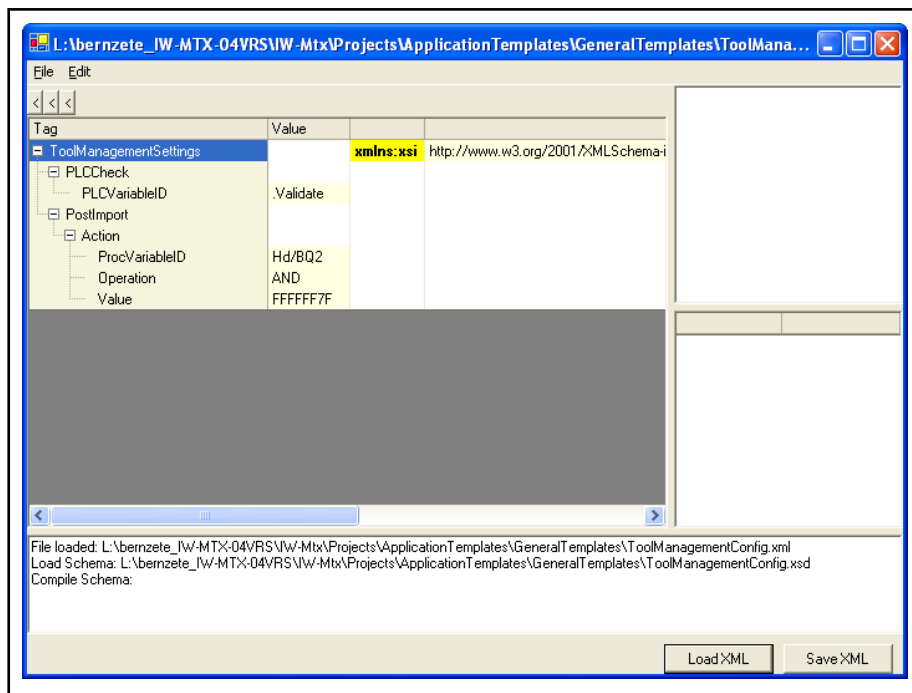 L:\bernzete_IW-MTX-04VRS\IW-Mtx\Projects\ApplicationTemplates\GeneralTemplates\ToolMana...
File Edit
< < <
Tag Value
ToolManagementSettings xmlns:xsi http://www.w3.org/2001/XMLSchema-i
PLCCheck
PLCVariableID .Validate
PostImport
Action
ProcVariableID Hd/BQ2
Operation AND
Value FFFFFF7F
File loaded: L:\bernzete_IW-MTX-04VRS\IW-Mtx\Projects\ApplicationTemplates\GeneralTemplates\ToolManagementConfig.xml
Load Schema: L:\bernzete_IW-MTX-04VRS\IW-Mtx\Projects\ApplicationTemplates\GeneralTemplates\ToolManagementConfig.xsd
Compile Schema:
Load XML Save XML